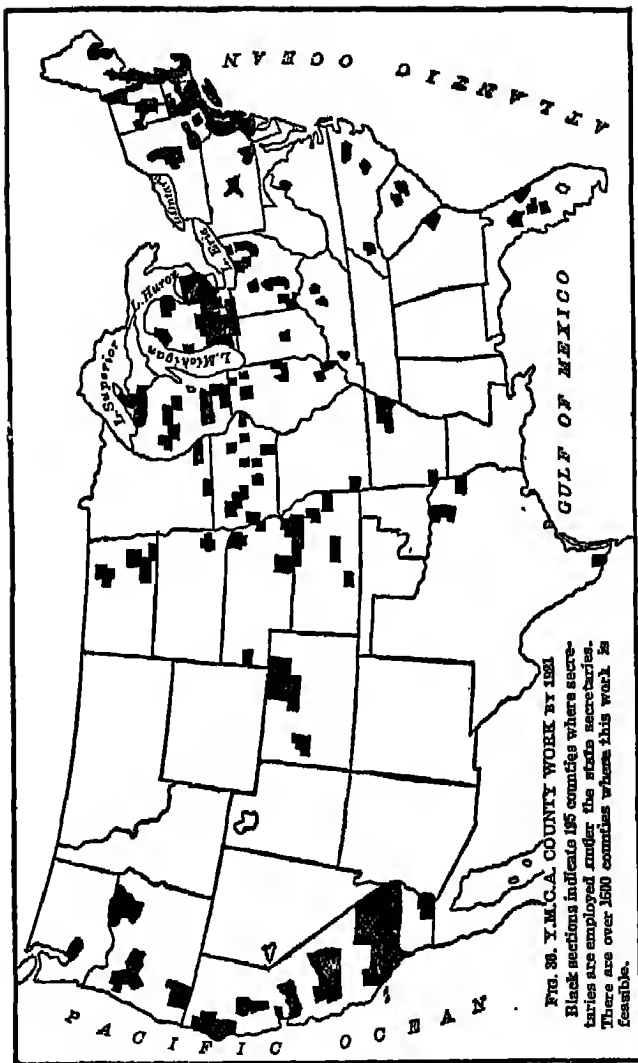 FIG. 38. Y.M.C.A. COUNTY WORK BY 1921
Black sections indicate 195 counties where secre-
taries are employed under the state secretaries.
There are over 1500 counties where this work is
feasible.
PACIFIC OCEAN
L. Superior
L. Michigan
L. Huron
L. Erie
L. Ontario
ATLANTIC OCEAN
GULF OF MEXICO